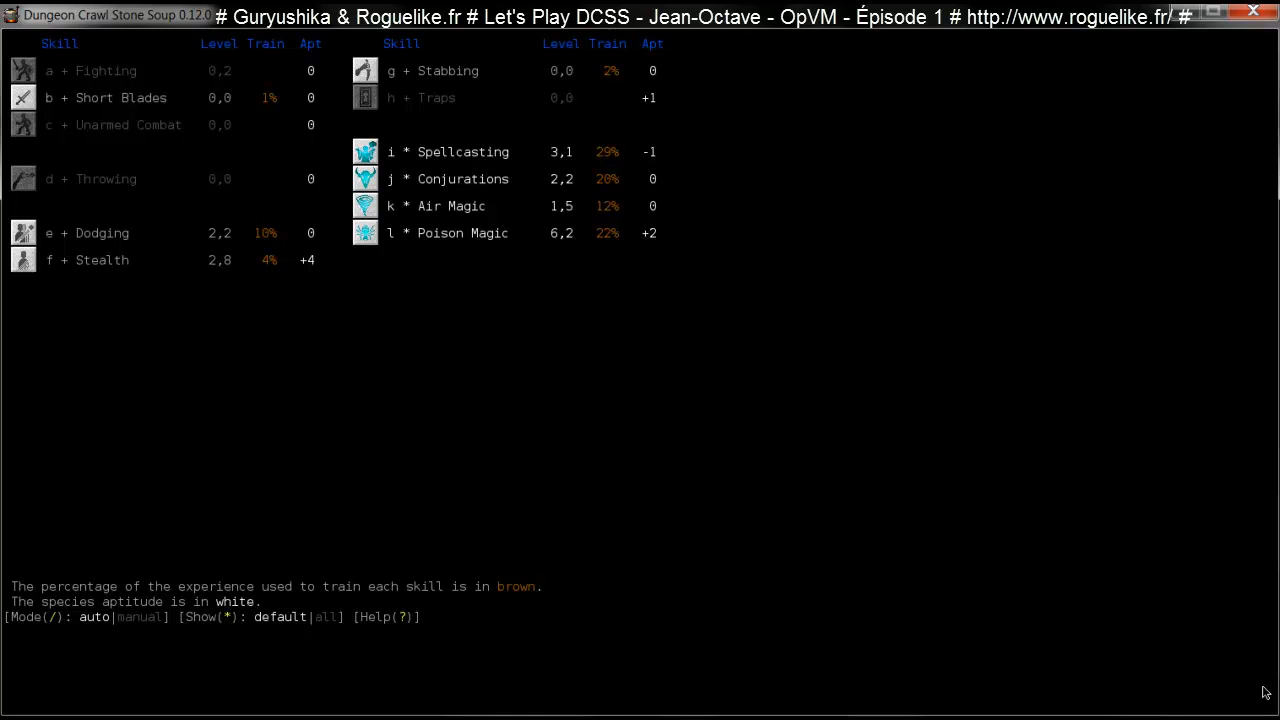 Dungeon Crawl Stone Soup 0.12.0 # Guryushika & Roguelike.fr # Let's Play DCSS - Jean-Octave - OpVM - Épisode 1 # http://www.roguelike.fr/ #
Skill Level Train Apt Skill Level Train Apt
a + Fighting 0,2 0 g + Stabbing 0,0 2% 0
b + Short Blades 0,0 1% 0 h + Traps 0,0 +1
c + Unarmed Combat 0,0 0
i * Spellcasting 3,1 29% -1
d + Throwing 0,0 0 j * Conjurations 2,2 20% 0
k * Air Magic 1,5 12% 0
e + Dodging 2,2 10% 0 l * Poison Magic 6,2 22% +2
f + Stealth 2,8 4% +4
The percentage of the experience used to train each skill is in brown.
The species aptitude is in white.
[Mode(/): auto|manual] [Show(*): default|all] [Help(?)]